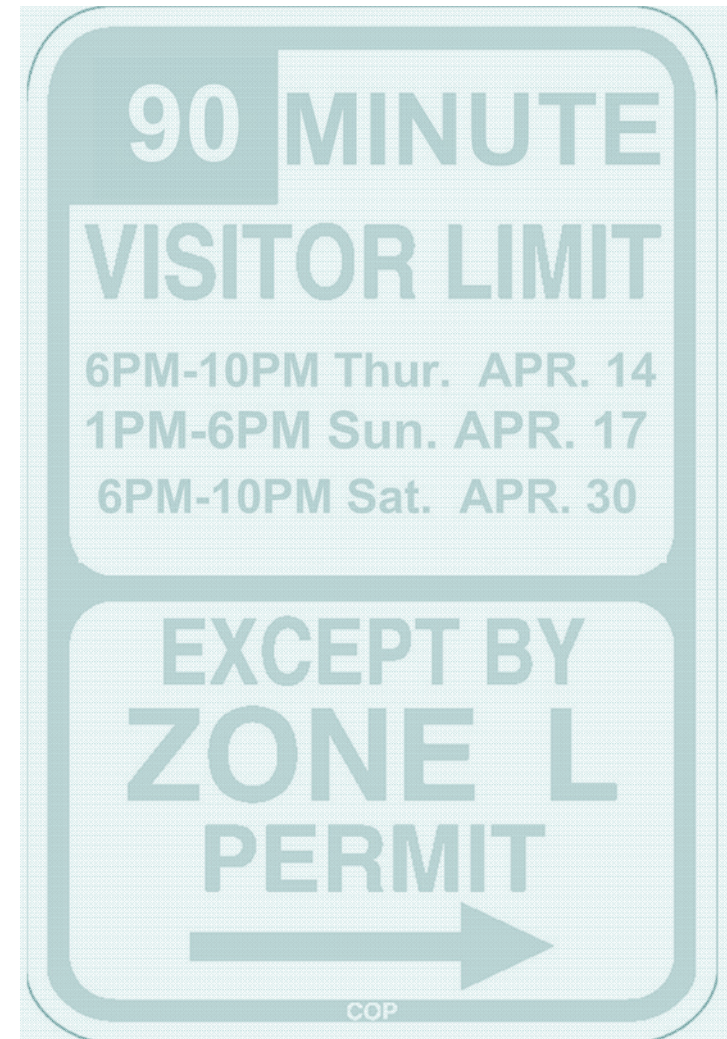 90 MINUTE
VISITOR LIMIT
6PM-10PM Thur. APR. 14
1PM-6PM Sun. APR. 17
6PM-10PM Sat. APR. 30
EXCEPT BY
ZONE L
PERMIT
COP